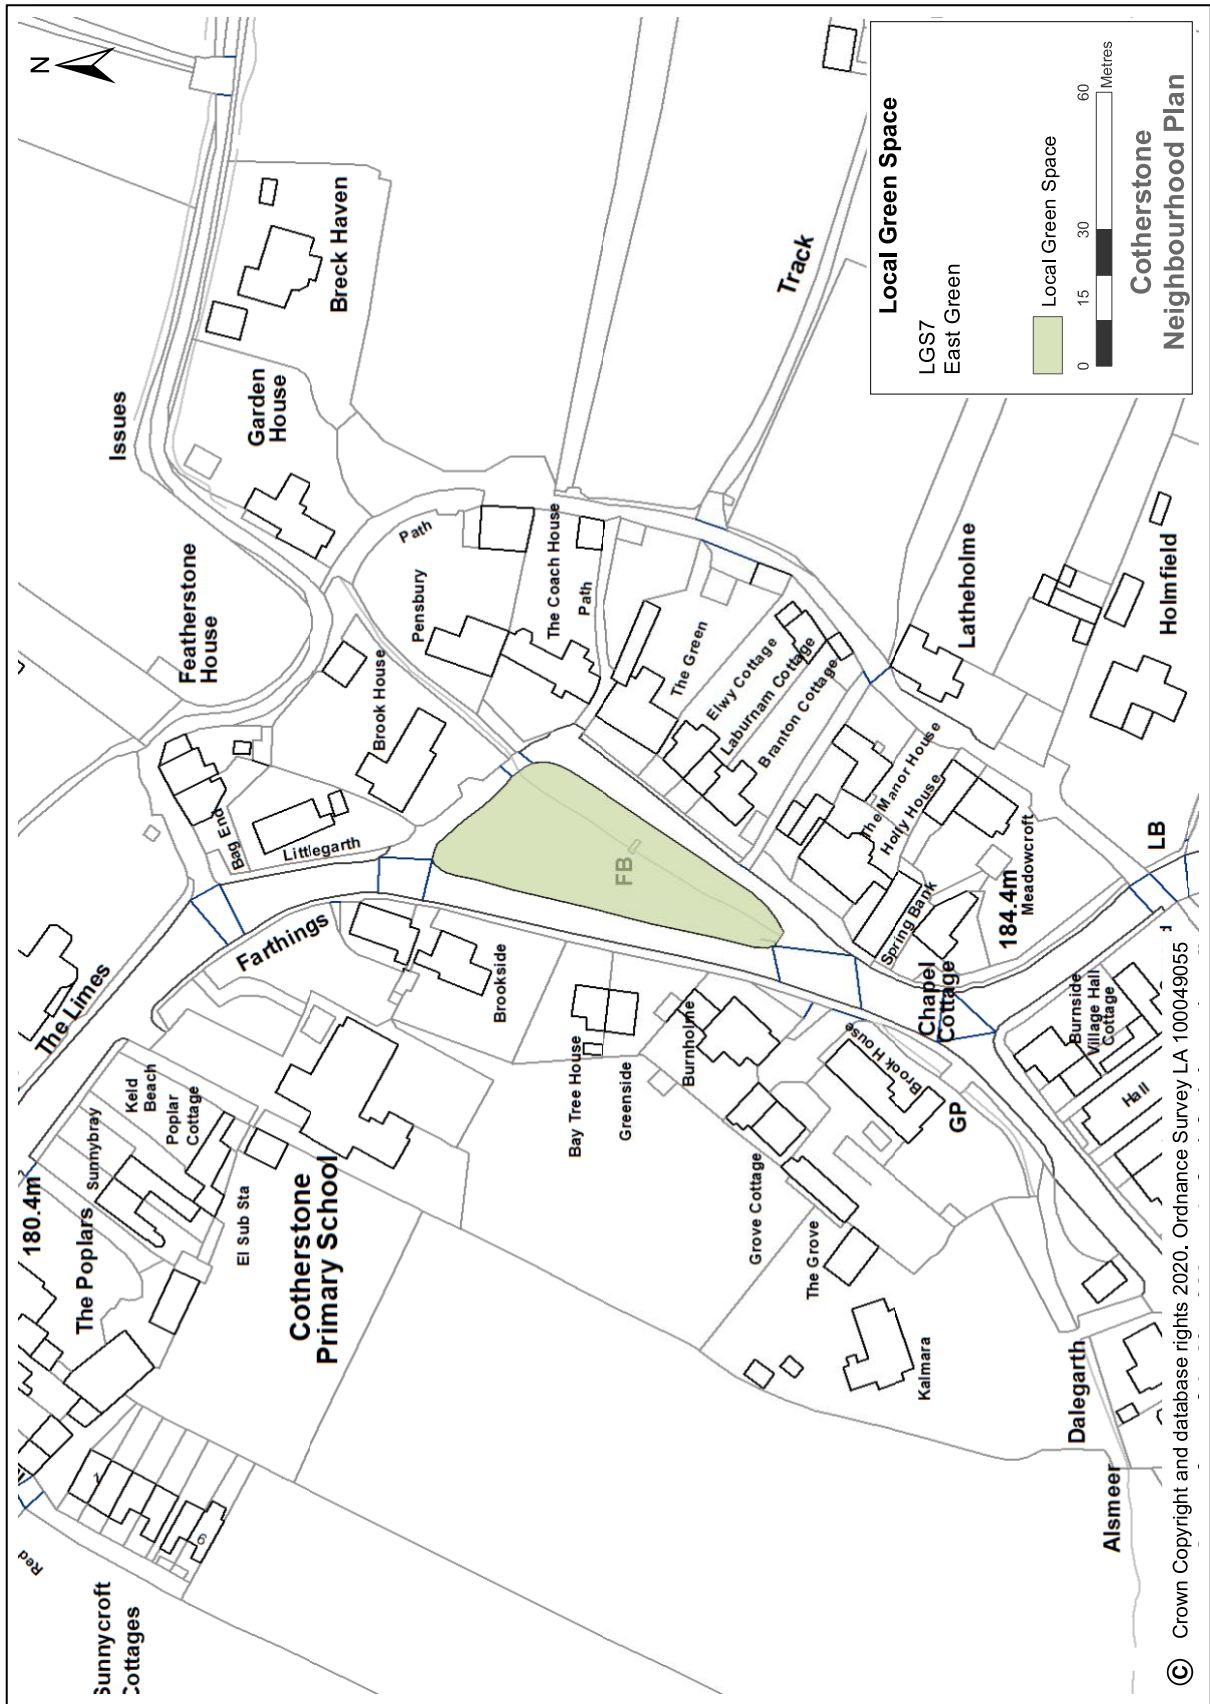 N
Issues
Featherstone
House
Garden
House
Breck Haven
Track
Path
Pensbury
The Coach House
Path
Brook House
Bag End
Littlegarth
The Green
Elwy Cottage
Laburnam Cottage
Branton Cottage
Latheholme
Holmfield
The Manor House
Holly House
Spring Bank
184.4m
Meadowcroft
LB
FB
The Limes
Farthings
Brookside
Bay Tree House
Greenside
Burnholme
Chapel
Cottage
Brook House
GP
Burnside
Village Hall
Cottage
Hall
180.4m
The Poplars
Sunnybray
Keld
Beach
Poplar
Cottage
El Sub Sta
Cotherstone
Primary School
Grove Cottage
The Grove
Kalmara
Dalegarth
Alsmeer
Red
1
6
Sunnycroft
Cottages
Local Green Space
LGS7
East Green
Local Green Space
0 15 30 60
Metres
Cotherstone
Neighbourhood Plan
© Crown Copyright and database rights 2020. Ordnance Survey LA 100049055